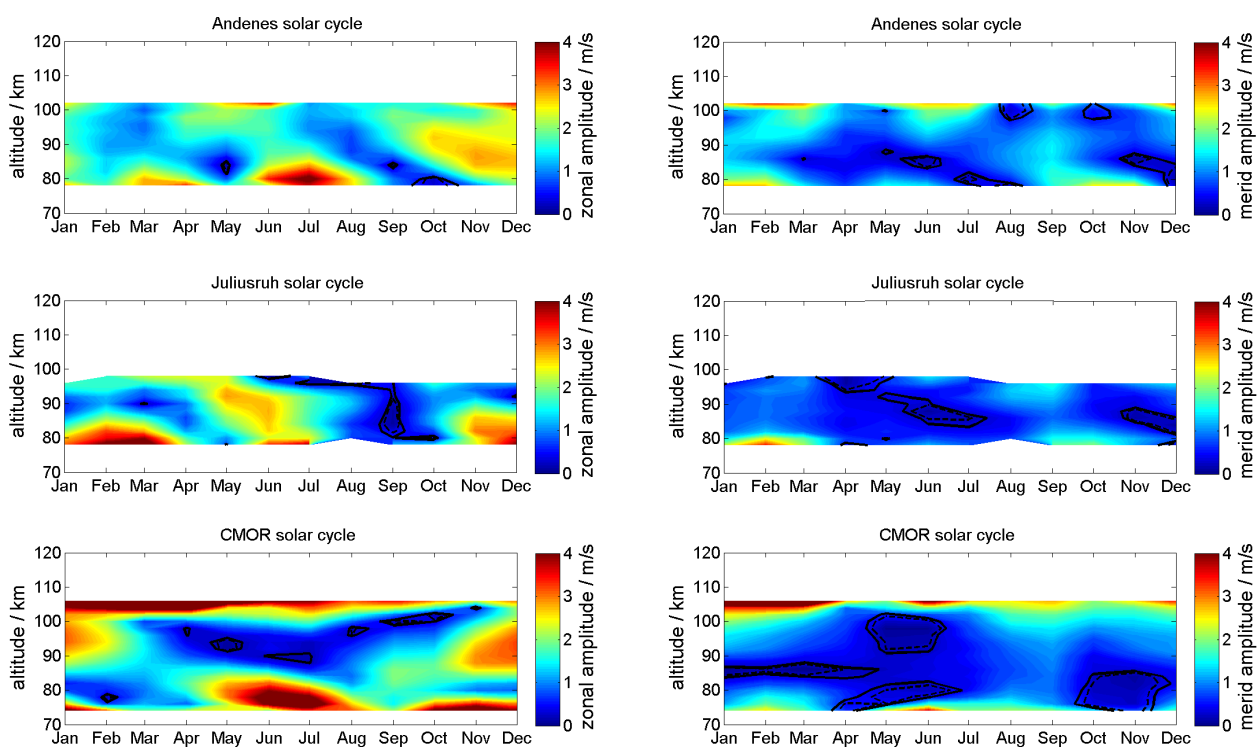 Andenes solar cycle
120
110
100
90
80
70
altitude / km
Jan Feb Mar Apr May Jun Jul Aug Sep Oct Nov Dec
4
3
2
1
0
zonal amplitude / m/s
Andenes solar cycle
120
110
100
90
80
70
altitude / km
Jan Feb Mar Apr May Jun Jul Aug Sep Oct Nov Dec
4
3
2
1
0
merid amplitude / m/s
Juliusruh solar cycle
120
110
100
90
80
70
altitude / km
Jan Feb Mar Apr May Jun Jul Aug Sep Oct Nov Dec
4
3
2
1
0
zonal amplitude / m/s
Juliusruh solar cycle
120
110
100
90
80
70
altitude / km
Jan Feb Mar Apr May Jun Jul Aug Sep Oct Nov Dec
4
3
2
1
0
merid amplitude / m/s
CMOR solar cycle
120
110
100
90
80
70
altitude / km
Jan Feb Mar Apr May Jun Jul Aug Sep Oct Nov Dec
4
3
2
1
0
zonal amplitude / m/s
CMOR solar cycle
120
110
100
90
80
70
altitude / km
Jan Feb Mar Apr May Jun Jul Aug Sep Oct Nov Dec
4
3
2
1
0
merid amplitude / m/s